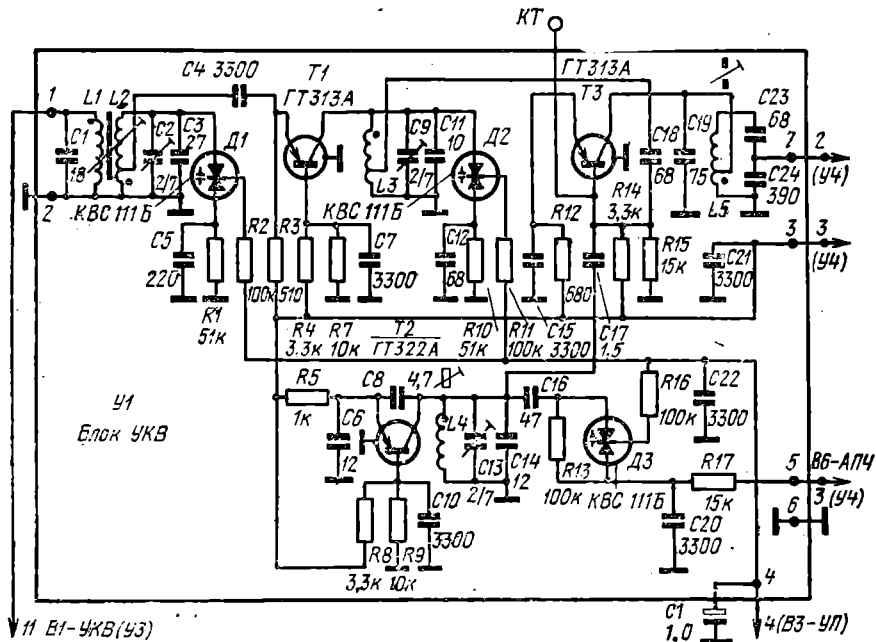 КТ
С4 3300
Т1
ГТ313А
ГТ313А
Т3
1
L1 L2
С1
18
С2
С3
27
2/7
Д1
С9
С11
10
Д2
L3
2/7
С18
68
С19
75
С23
68
7
2
(У4)
С24
390
L5
2
КВС 111Б
КВС 111Б
С5
220
R1
51к
R2
100к
R3
510
С7
3300
С12
68
R12
680
R14
3,3к
R15
15к
С21
3300
3
3
(У4)
R4
3.3к
R7
10к
Т2
ГТ322А
R10
51к
R11
100к
С15
3300
С17
1.5
У1
Блок УКВ
R5
1к
С8
4,7
С6
12
L4
С13
2/7
С14
12
С16
47
R13
100к
R16
100к
С22
3300
Д3
КВС 111Б
R17
15к
5
В6-АПЧ
3 (У4)
6
С20
3300
R8
3,3к
R9
10к
С10
3300
4
С1
1,0
11 В1-УКВ(У3)
4(В3-УП)